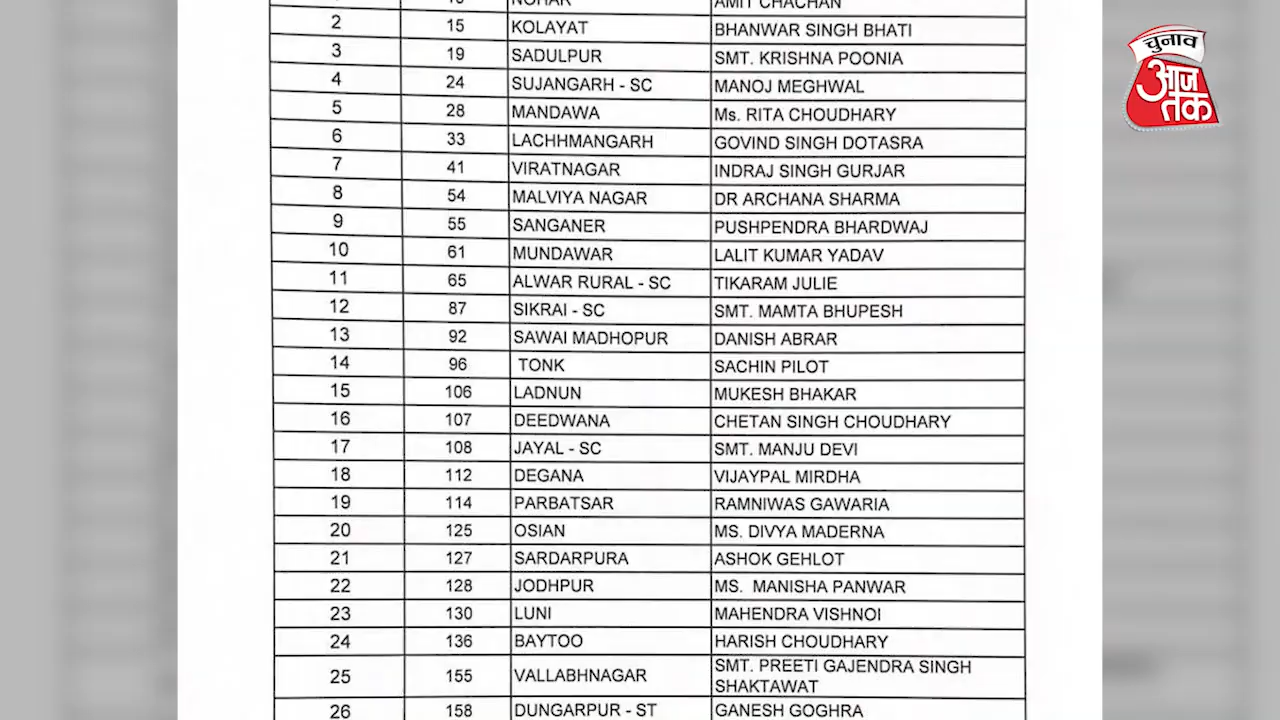 NOHAR AMIT CHACHAN
2 15 KOLAYAT BHANWAR SINGH BHATI
3 19 SADULPUR SMT. KRISHNA POONIA
4 24 SUJANGARH - SC MANOJ MEGHWAL
5 28 MANDAWA Ms. RITA CHOUDHARY
6 33 LACHHMANGARH GOVIND SINGH DOTASRA
7 41 VIRATNAGAR INDRAJ SINGH GURJAR
8 54 MALVIYA NAGAR DR ARCHANA SHARMA
9 55 SANGANER PUSHPENDRA BHARDWAJ
10 61 MUNDAWAR LALIT KUMAR YADAV
11 65 ALWAR RURAL - SC TIKARAM JULIE
12 87 SIKRAI - SC SMT. MAMTA BHUPESH
13 92 SAWAI MADHOPUR DANISH ABRAR
14 96 TONK SACHIN PILOT
15 106 LADNUN MUKESH BHAKAR
16 107 DEEDWANA CHETAN SINGH CHOUDHARY
17 108 JAYAL - SC SMT. MANJU DEVI
18 112 DEGANA VIJAYPAL MIRDHA
19 114 PARBATSAR RAMNIWAS GAWARIA
20 125 OSIAN MS. DIVYA MADERNA
21 127 SARDARPURA ASHOK GEHLOT
22 128 JODHPUR MS. MANISHA PANWAR
23 130 LUNI MAHENDRA VISHNOI
24 136 BAYTOO HARISH CHOUDHARY
25 155 VALLABHNAGAR SMT. PREETI GAJENDRA SINGH
SHAKTAWAT
26 158 DUNGARPUR - ST GANESH GOGHRA
चुनाव
आज
तक